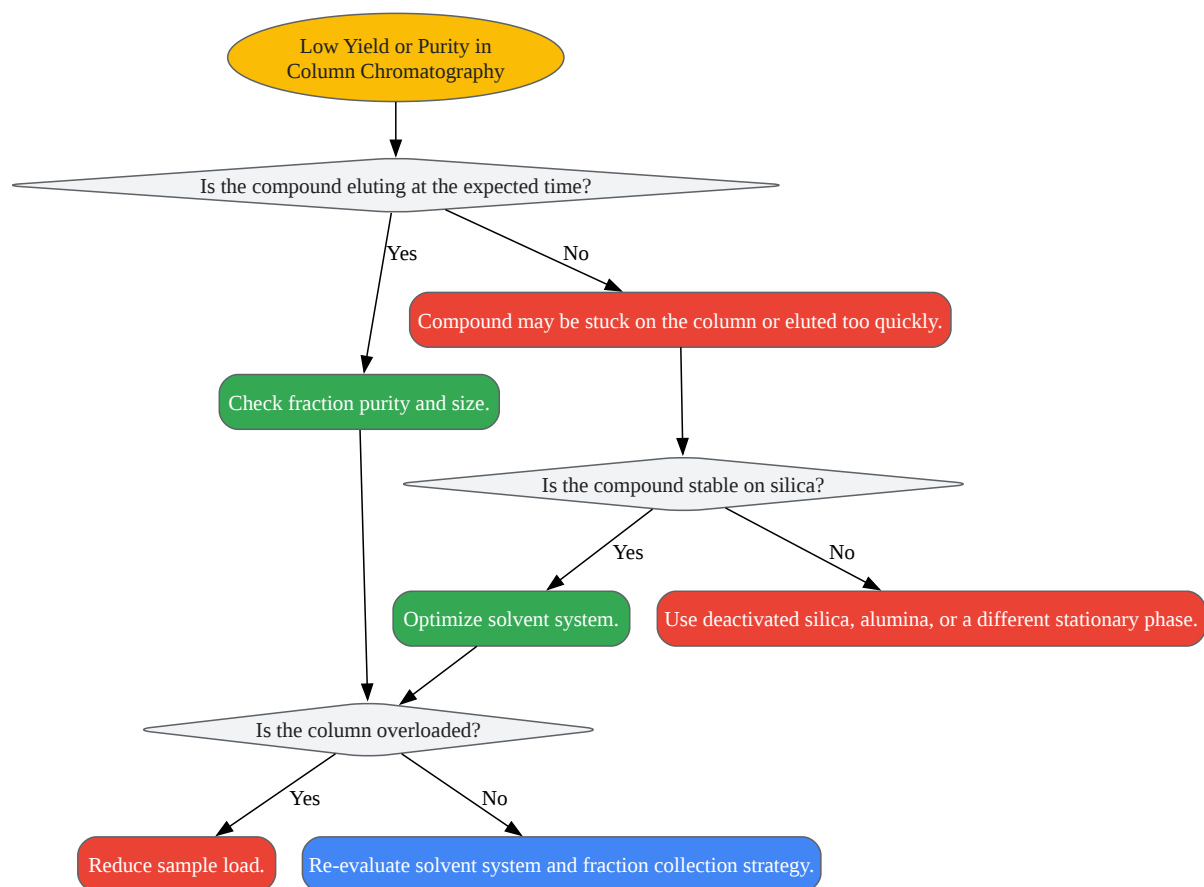 Low Yield or Purity in
Column Chromatography
Is the compound eluting at the expected time?
Yes
No
Compound may be stuck on the column or eluted too quickly.
Check fraction purity and size.
Is the compound stable on silica?
Yes
No
Optimize solvent system.
Use deactivated silica, alumina, or a different stationary phase.
Is the column overloaded?
Yes
No
Reduce sample load.
Re-evaluate solvent system and fraction collection strategy.